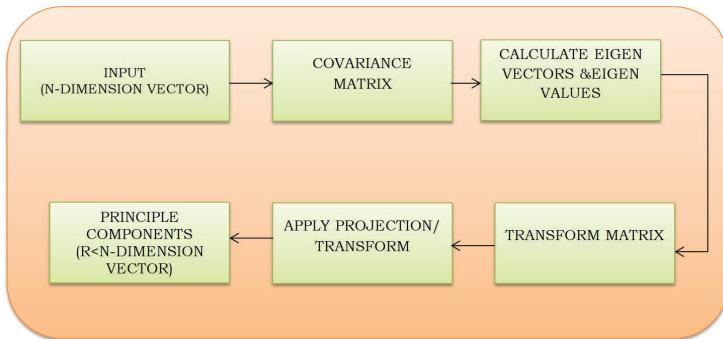 INPUT
(N-DIMENSION VECTOR)
COVARIANCE
MATRIX
CALCULATE EIGEN
VECTORS &EIGEN
VALUES
TRANSFORM MATRIX
APPLY PROJECTION/
TRANSFORM
PRINCIPLE
COMPONENTS
(R<N-DIMENSION
VECTOR)